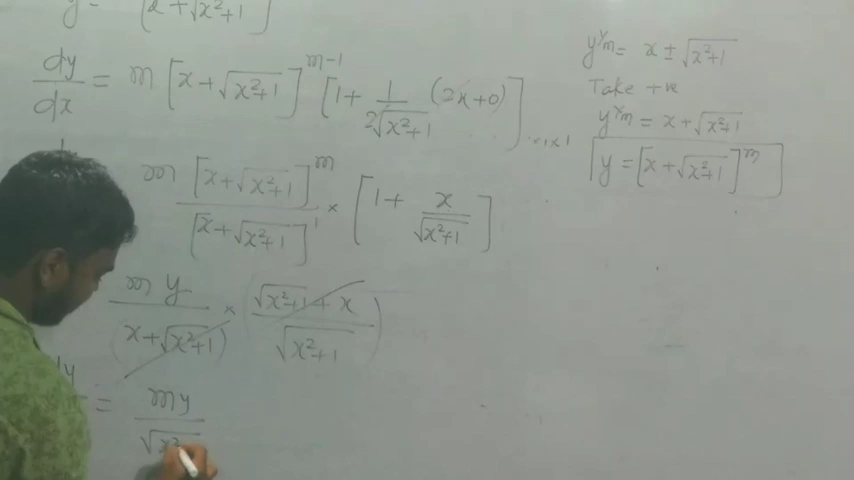 y = [x + √(x²+1)]
dy/dx = m [x + √(x²+1)]^(m-1) [1 + 1/(2√(x²+1)) (2x+0)]
m [x + √(x²+1)]^m / [x + √(x²+1)]^1 × [1 + x/√(x²+1)]
my / (x + √(x²+1)) × (√(x²+1) + x) / √(x²+1)
= my / √x²
y^(1/m) = x ± √(x²+1)
Take +ve
y^(1/m) = x + √(x²+1)
y = [x + √(x²+1)]^m